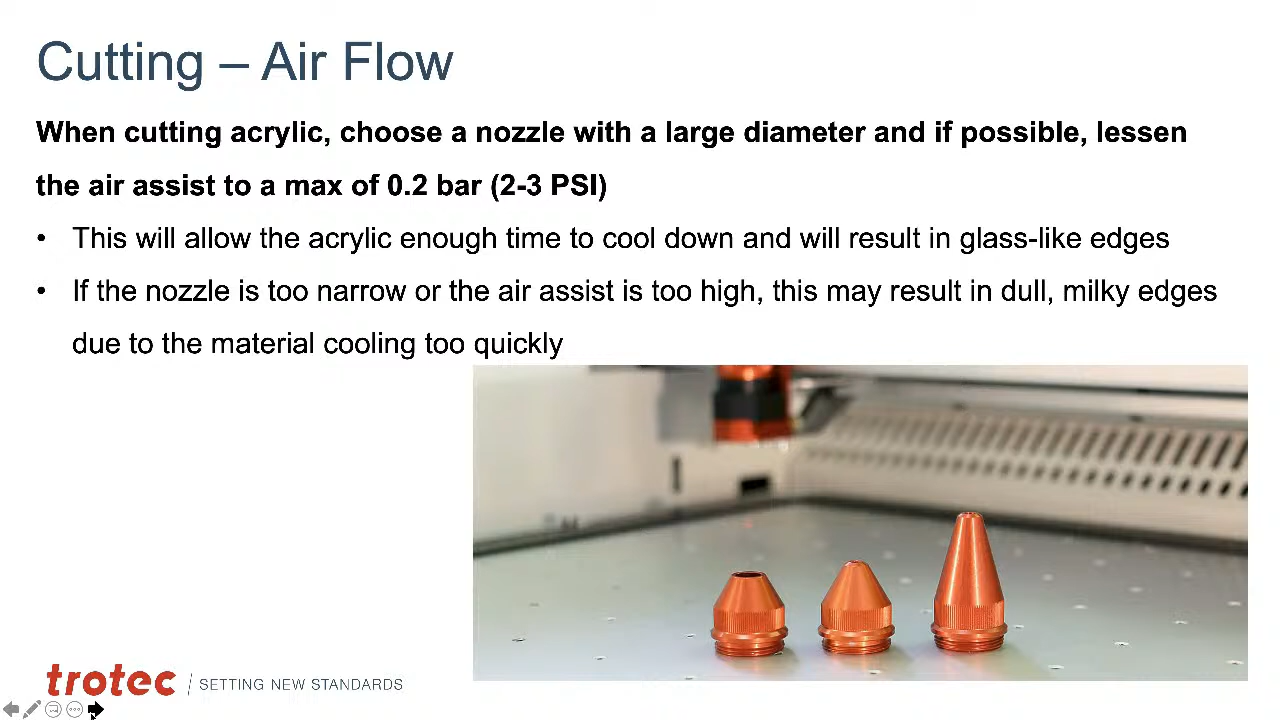 Cutting – Air Flow
When cutting acrylic, choose a nozzle with a large diameter and if possible, lessen
the air assist to a max of 0.2 bar (2-3 PSI)
• This will allow the acrylic enough time to cool down and will result in glass-like edges
• If the nozzle is too narrow or the air assist is too high, this may result in dull, milky edges
due to the material cooling too quickly
trotec | SETTING NEW STANDARDS